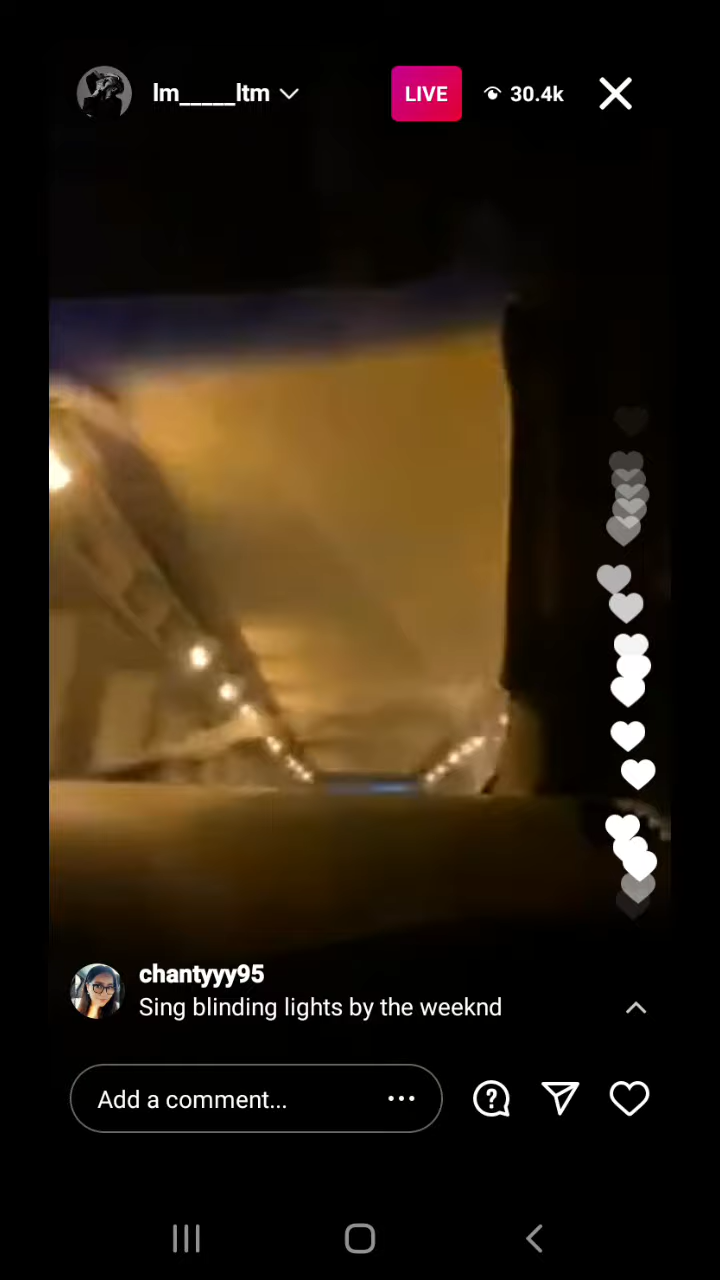 lm_____ltm
LIVE
30.4k
chantyyy95
Sing blinding lights by the weeknd
Add a comment...